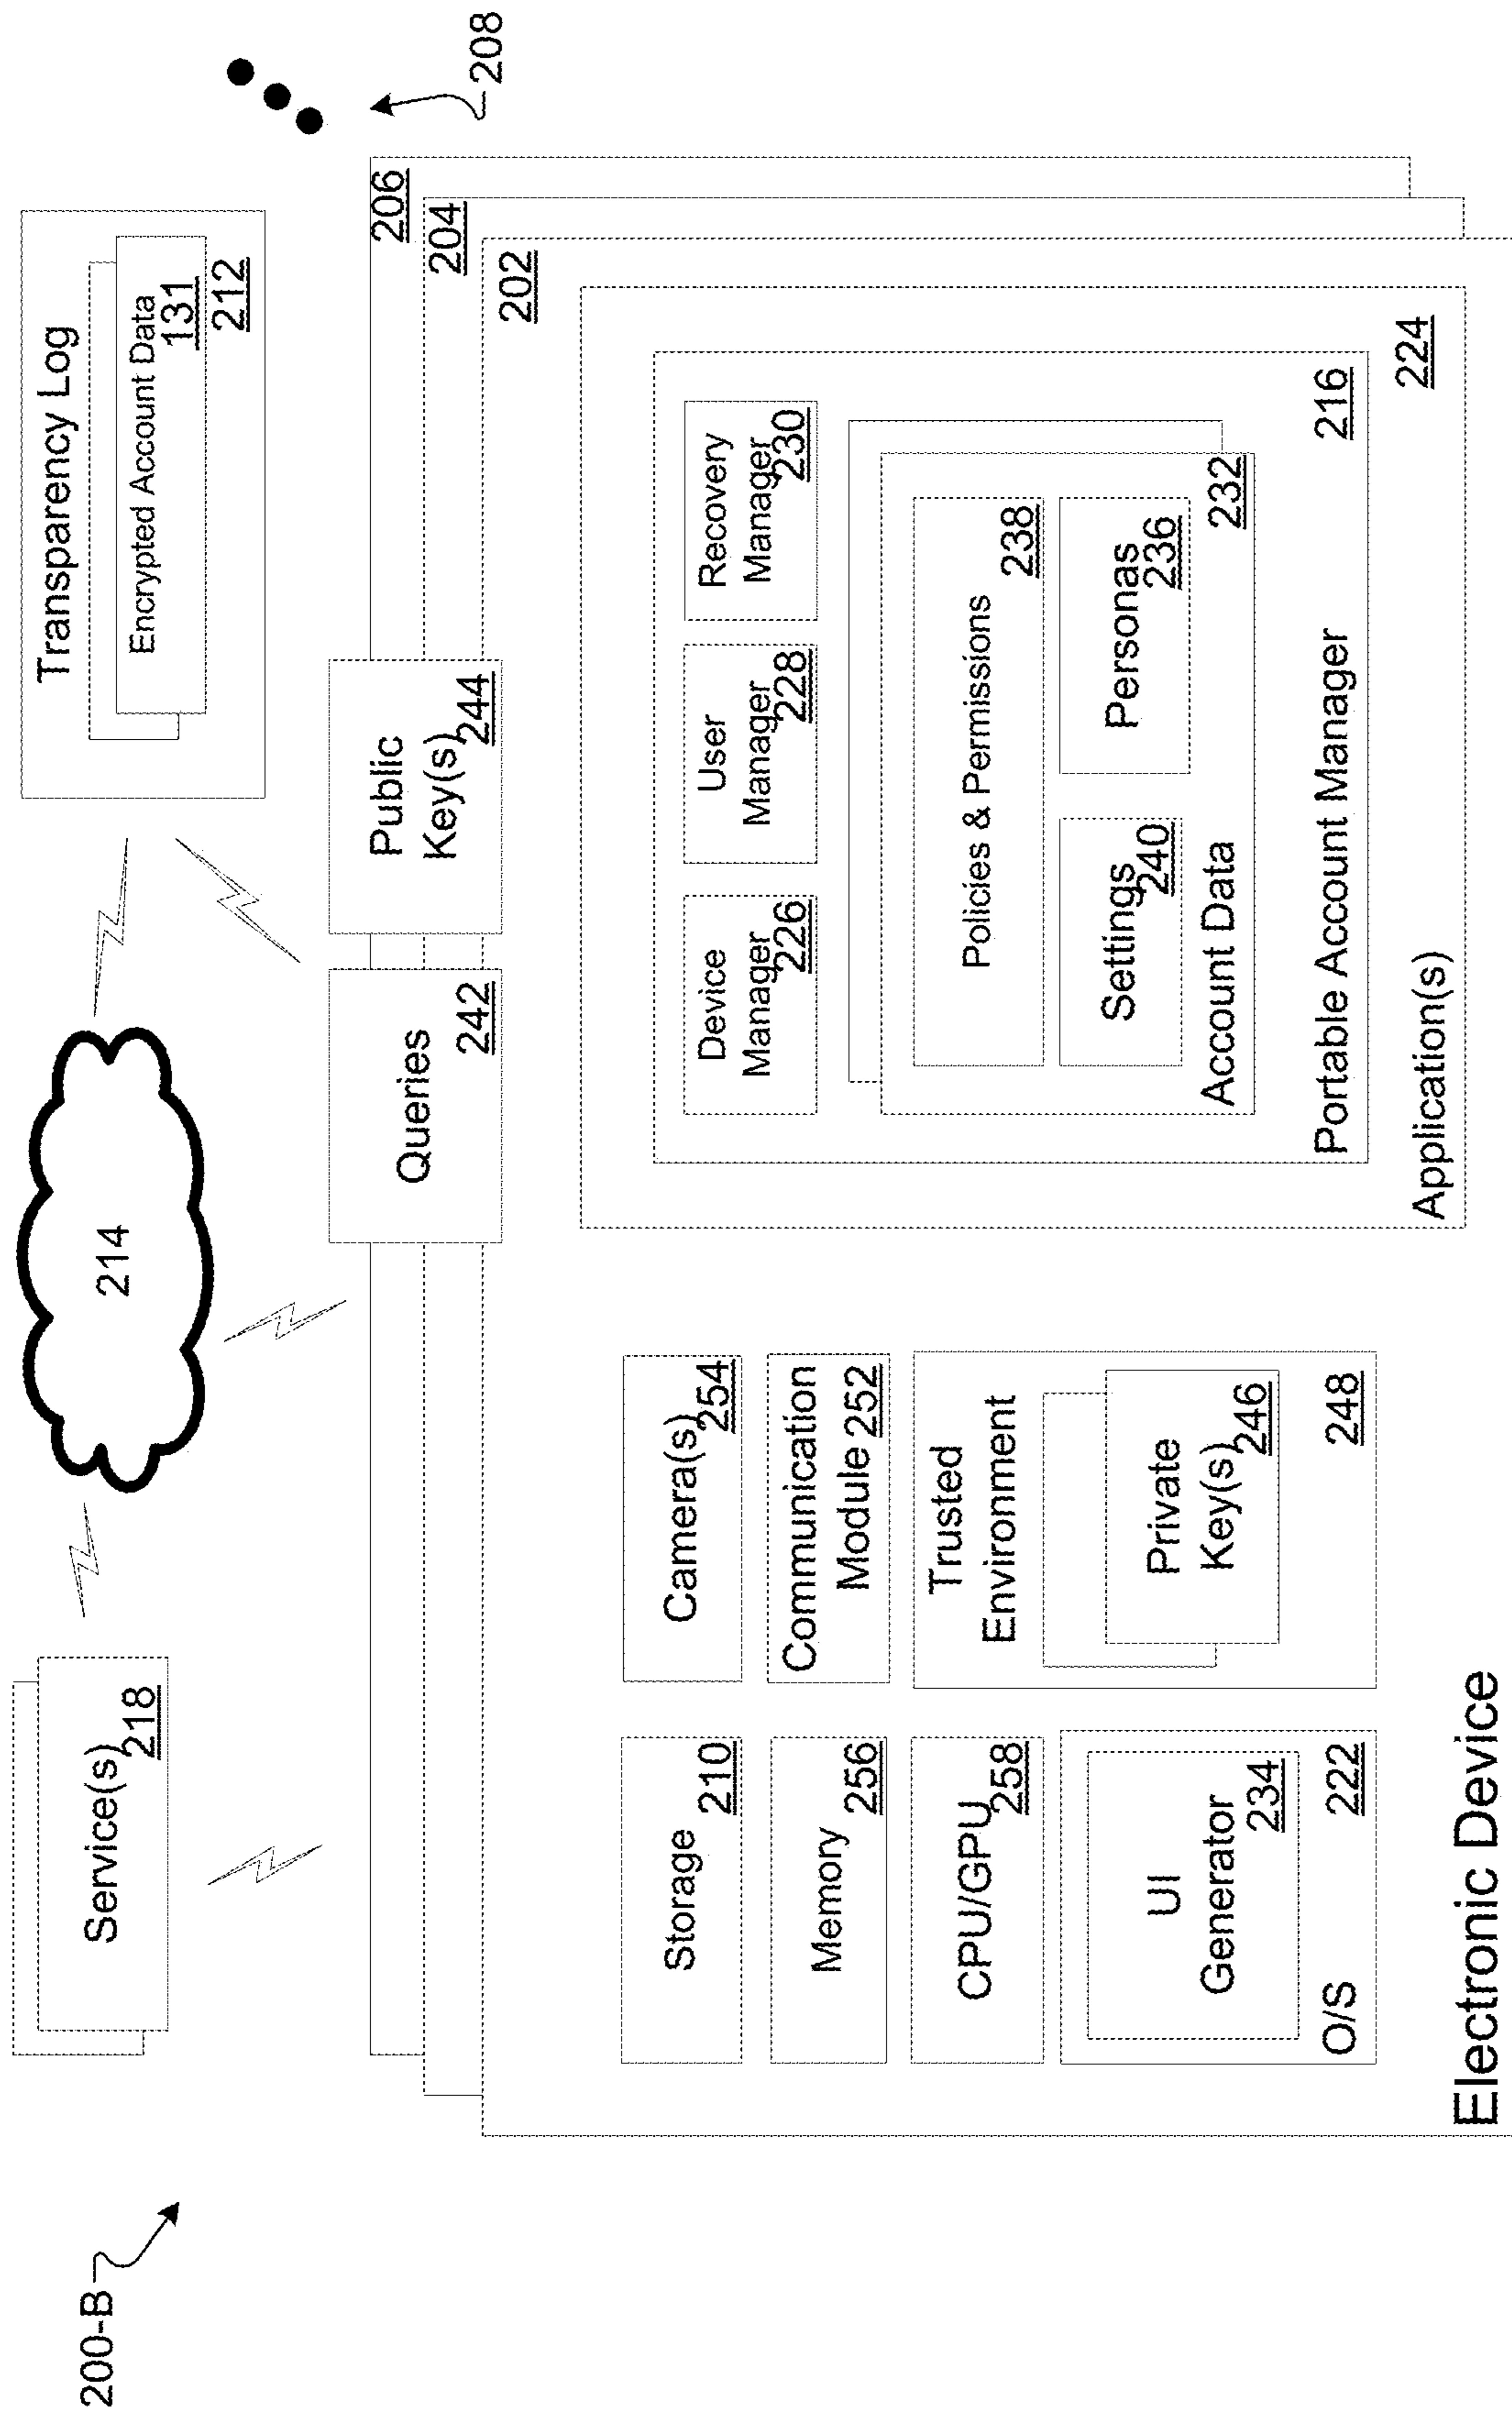 200-B
Service(s)
218
214
Transparency Log
Encrypted Account Data
131
212
208
Queries
242
Public
Key(s)
244
206
204
202
Storage
210
Camera(s)
254
Memory
256
Communication
Module 252
CPU/GPU
258
Trusted
Environment
Private
Key(s)
246
248
UI
Generator
234
O/S
222
Electronic Device
Device
Manager
226
User
Manager
228
Recovery
Manager
230
Policies & Permissions
238
Settings
240
Personas
236
Account Data
232
Portable Account Manager
216
Application(s)
224